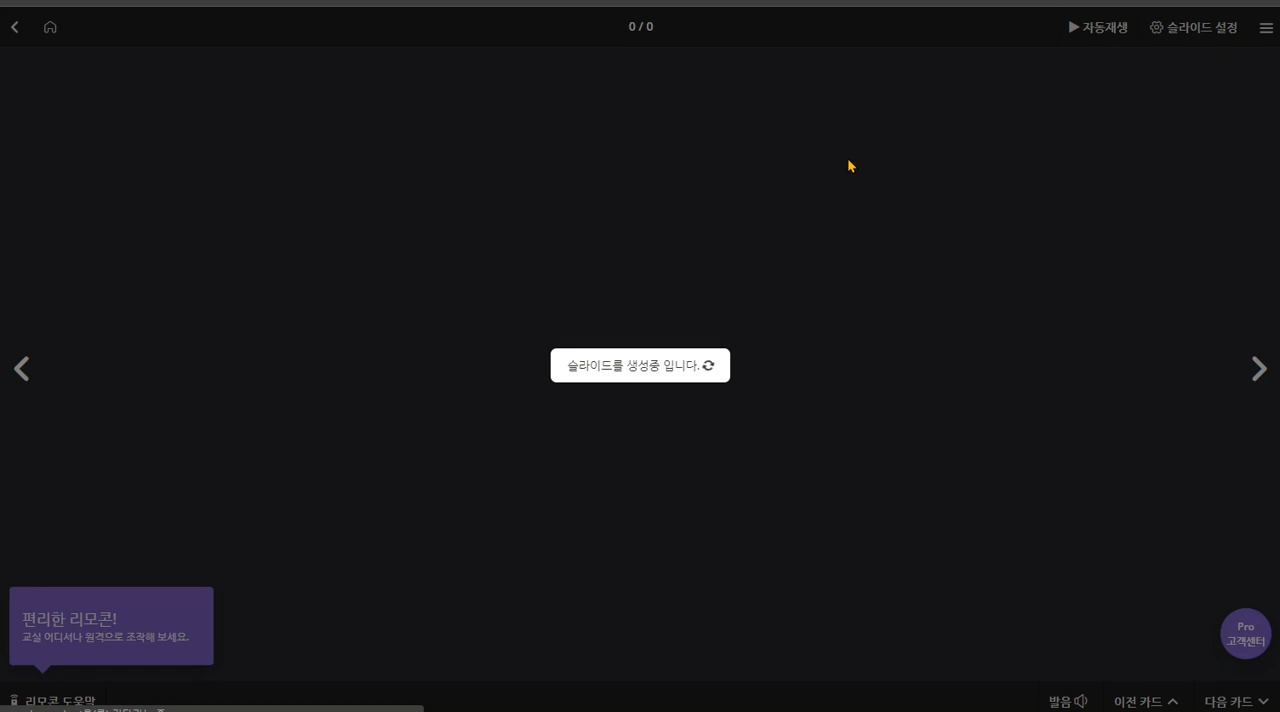 0 / 0
자동재생
슬라이드 설정
슬라이드를 생성중 입니다.
편리한 리모콘!
교실 어디서나 원격으로 조작해 보세요.
Pro
고객센터
리모콘 도움말
발음
이전 카드
다음 카드